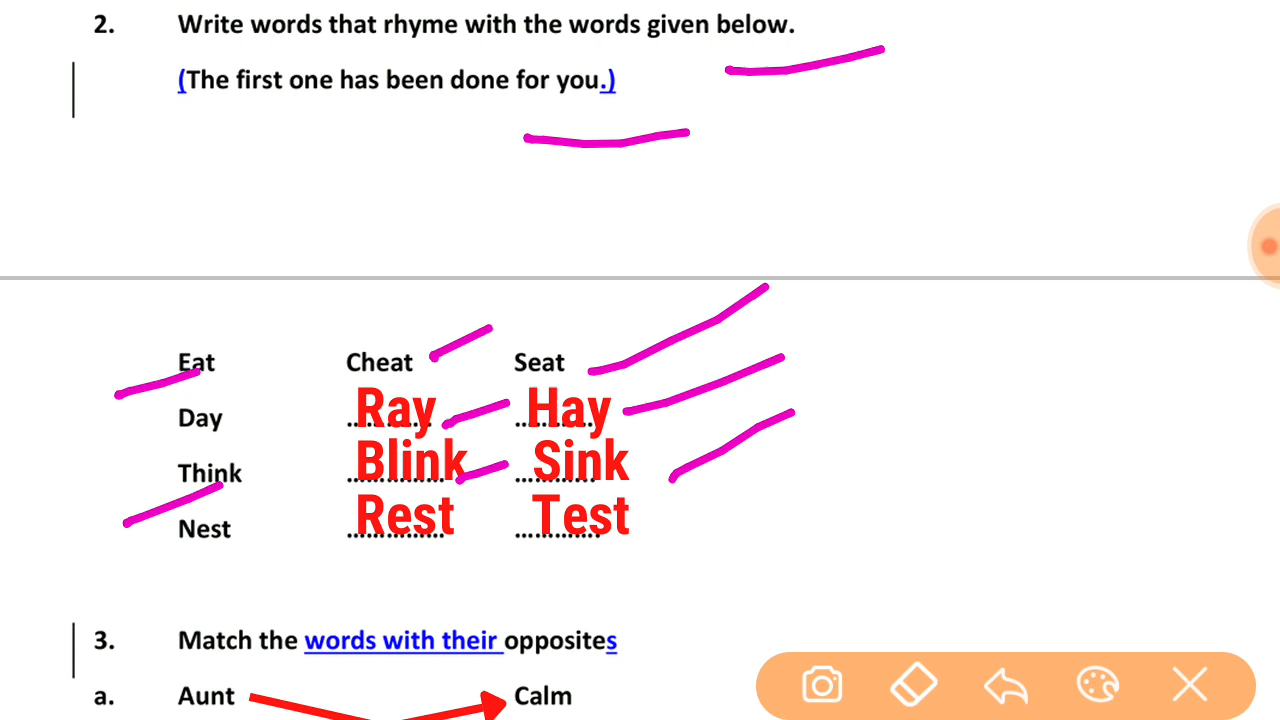 2. Write words that rhyme with the words given below.
(The first one has been done for you.)
Eat Cheat Seat
Day Ray Hay
Think Blink Sink
Nest Rest Test
3. Match the words with their opposites
a. Aunt Calm